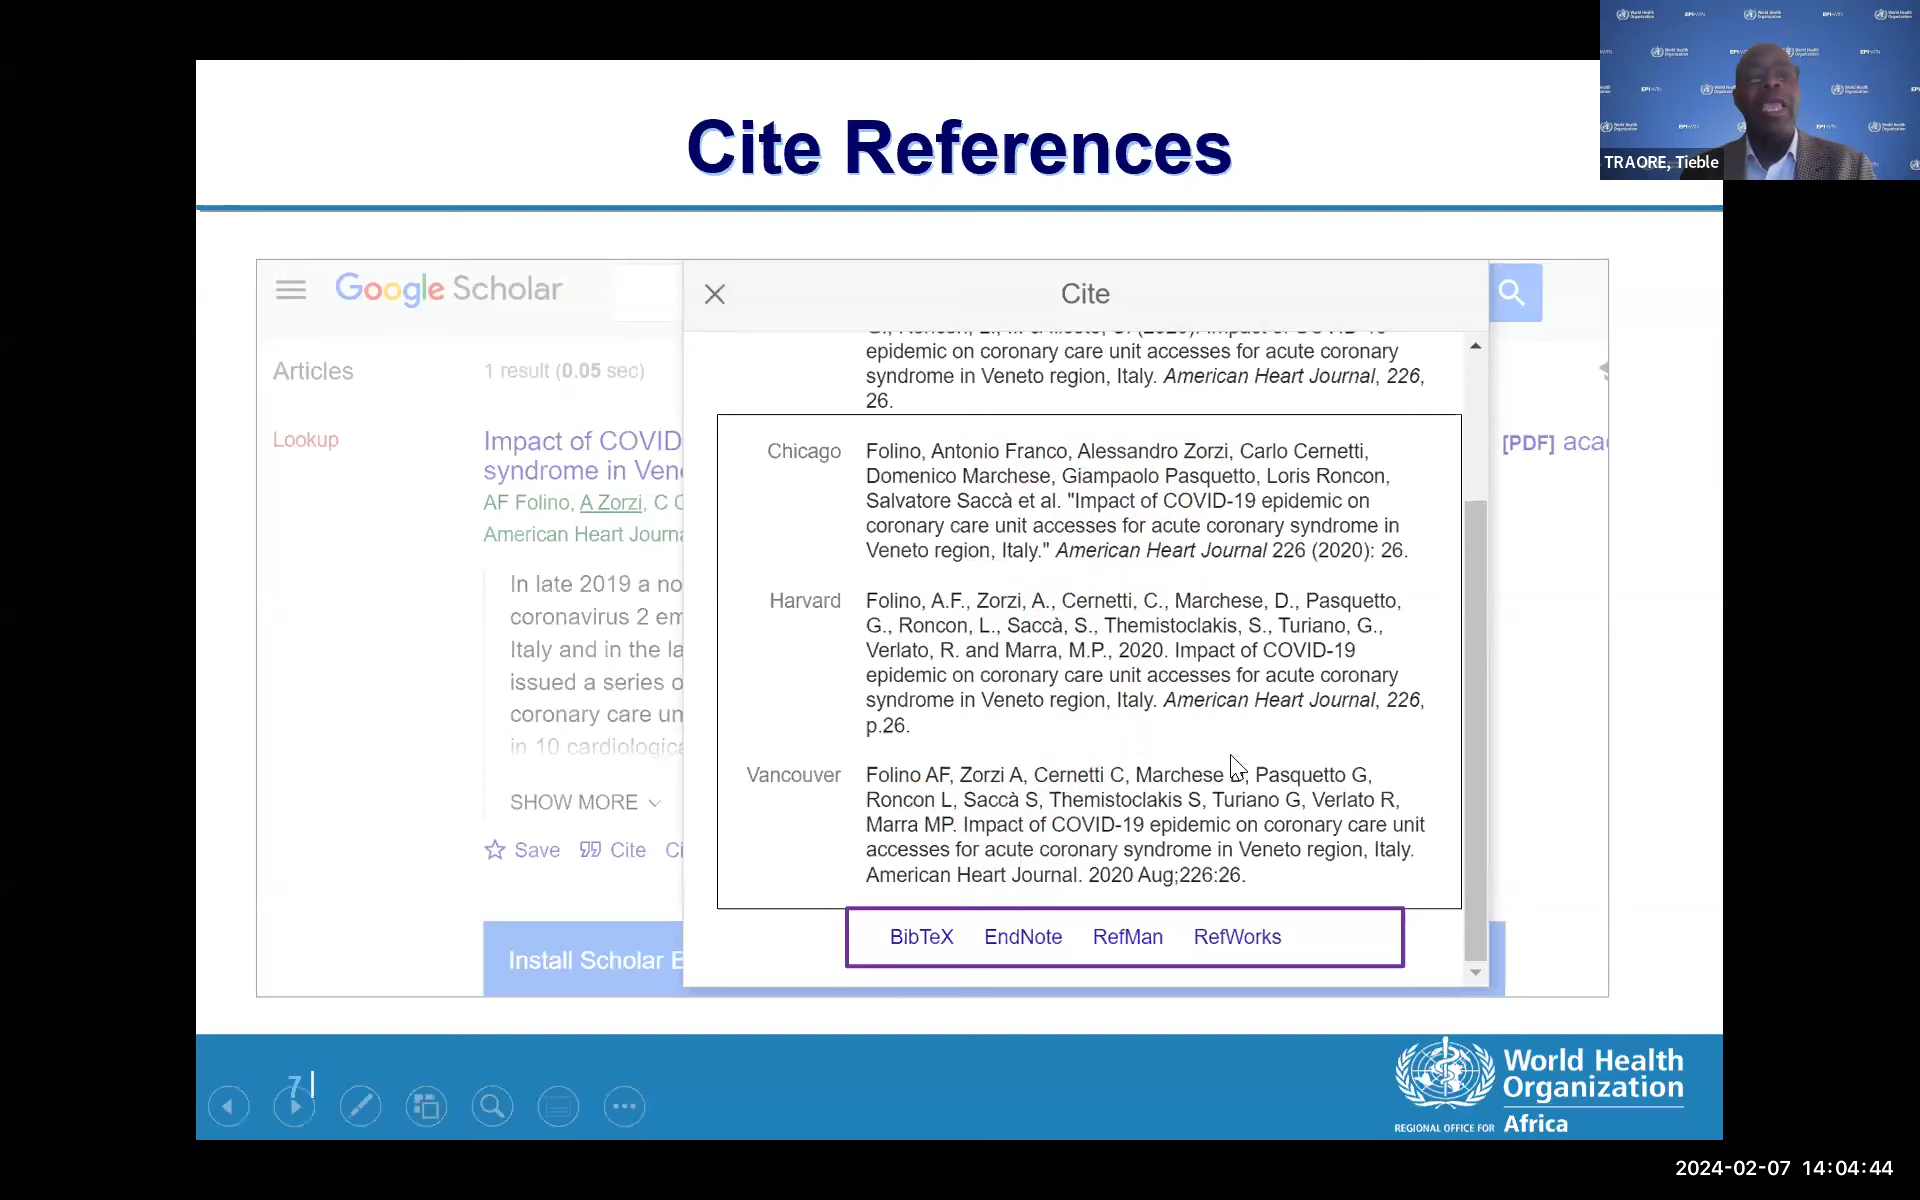 Cite References
TRAORE, Tieble
Google Scholar
Cite
Articles
1 result (0.05 sec)
Lookup
Impact of COVID
syndrome in Ven
AF Folino, A Zorzi, C C
American Heart Journa
[PDF] aca
In late 2019 a no
coronavirus 2 em
Italy and in the la
issued a series o
coronary care un
in 10 cardiologica
SHOW MORE
Save Cite Ci
Install Scholar E
epidemic on coronary care unit accesses for acute coronary
syndrome in Veneto region, Italy. American Heart Journal, 226,
26.
Chicago
Folino, Antonio Franco, Alessandro Zorzi, Carlo Cernetti,
Domenico Marchese, Giampaolo Pasquetto, Loris Roncon,
Salvatore Saccà et al. "Impact of COVID-19 epidemic on
coronary care unit accesses for acute coronary syndrome in
Veneto region, Italy." American Heart Journal 226 (2020): 26.
Harvard
Folino, A.F., Zorzi, A., Cernetti, C., Marchese, D., Pasquetto,
G., Roncon, L., Saccà, S., Themistoclakis, S., Turiano, G.,
Verlato, R. and Marra, M.P., 2020. Impact of COVID-19
epidemic on coronary care unit accesses for acute coronary
syndrome in Veneto region, Italy. American Heart Journal, 226,
p.26.
Vancouver
Folino AF, Zorzi A, Cernetti C, Marchese , Pasquetto G,
Roncon L, Saccà S, Themistoclakis S, Turiano G, Verlato R,
Marra MP. Impact of COVID-19 epidemic on coronary care unit
accesses for acute coronary syndrome in Veneto region, Italy.
American Heart Journal. 2020 Aug;226:26.
BibTeX EndNote RefMan RefWorks
7
World Health
Organization
REGIONAL OFFICE FOR Africa
2024-02-07 14:04:44